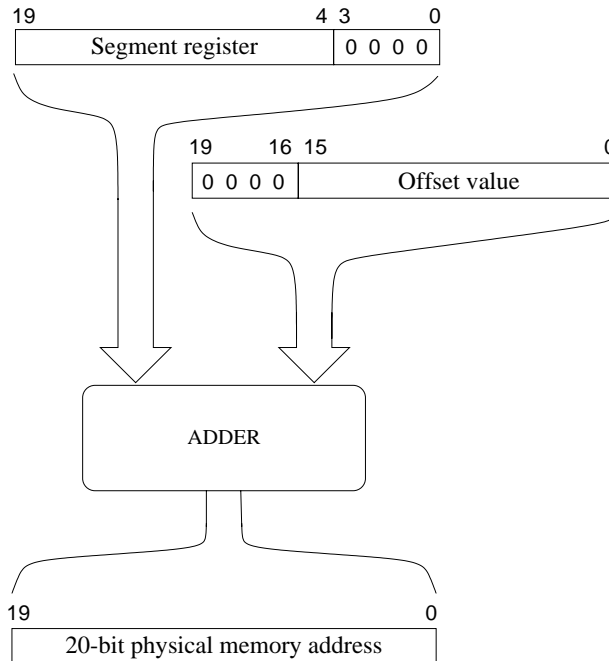 19 4 3 0
Segment register 0 0 0 0
19 16 15 0
0 0 0 0 Offset value
ADDER
19 0
20-bit physical memory address